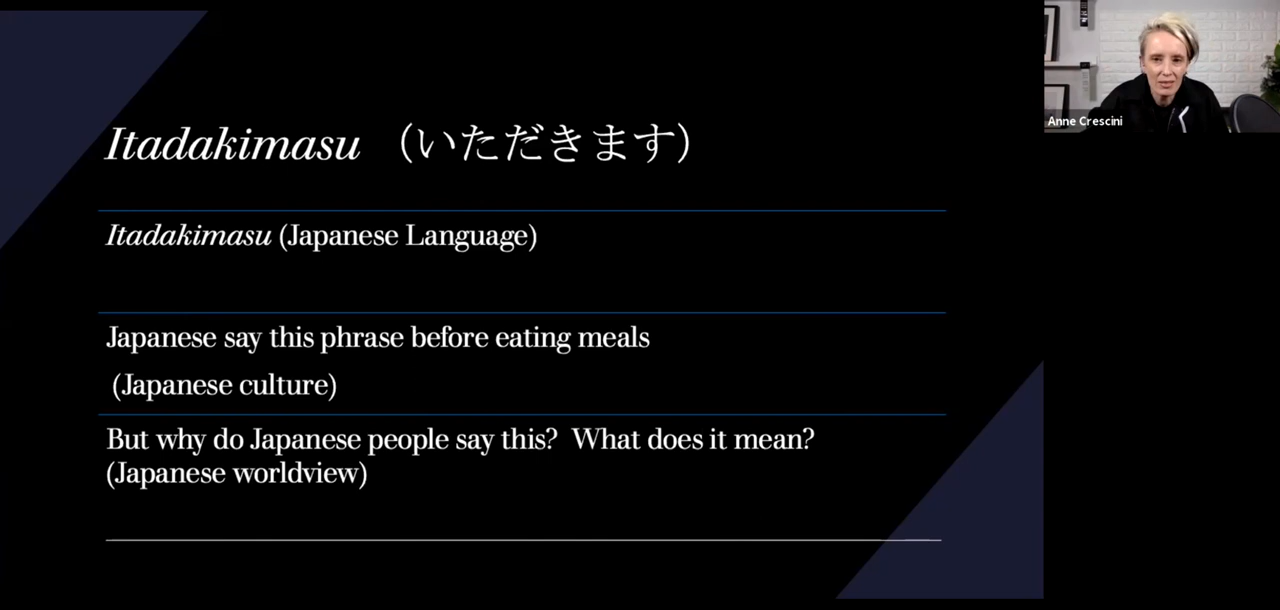 Itadakimasu （いただきます）
Itadakimasu (Japanese Language)
Japanese say this phrase before eating meals
(Japanese culture)
But why do Japanese people say this?  What does it mean?
(Japanese worldview)
Anne Crescini